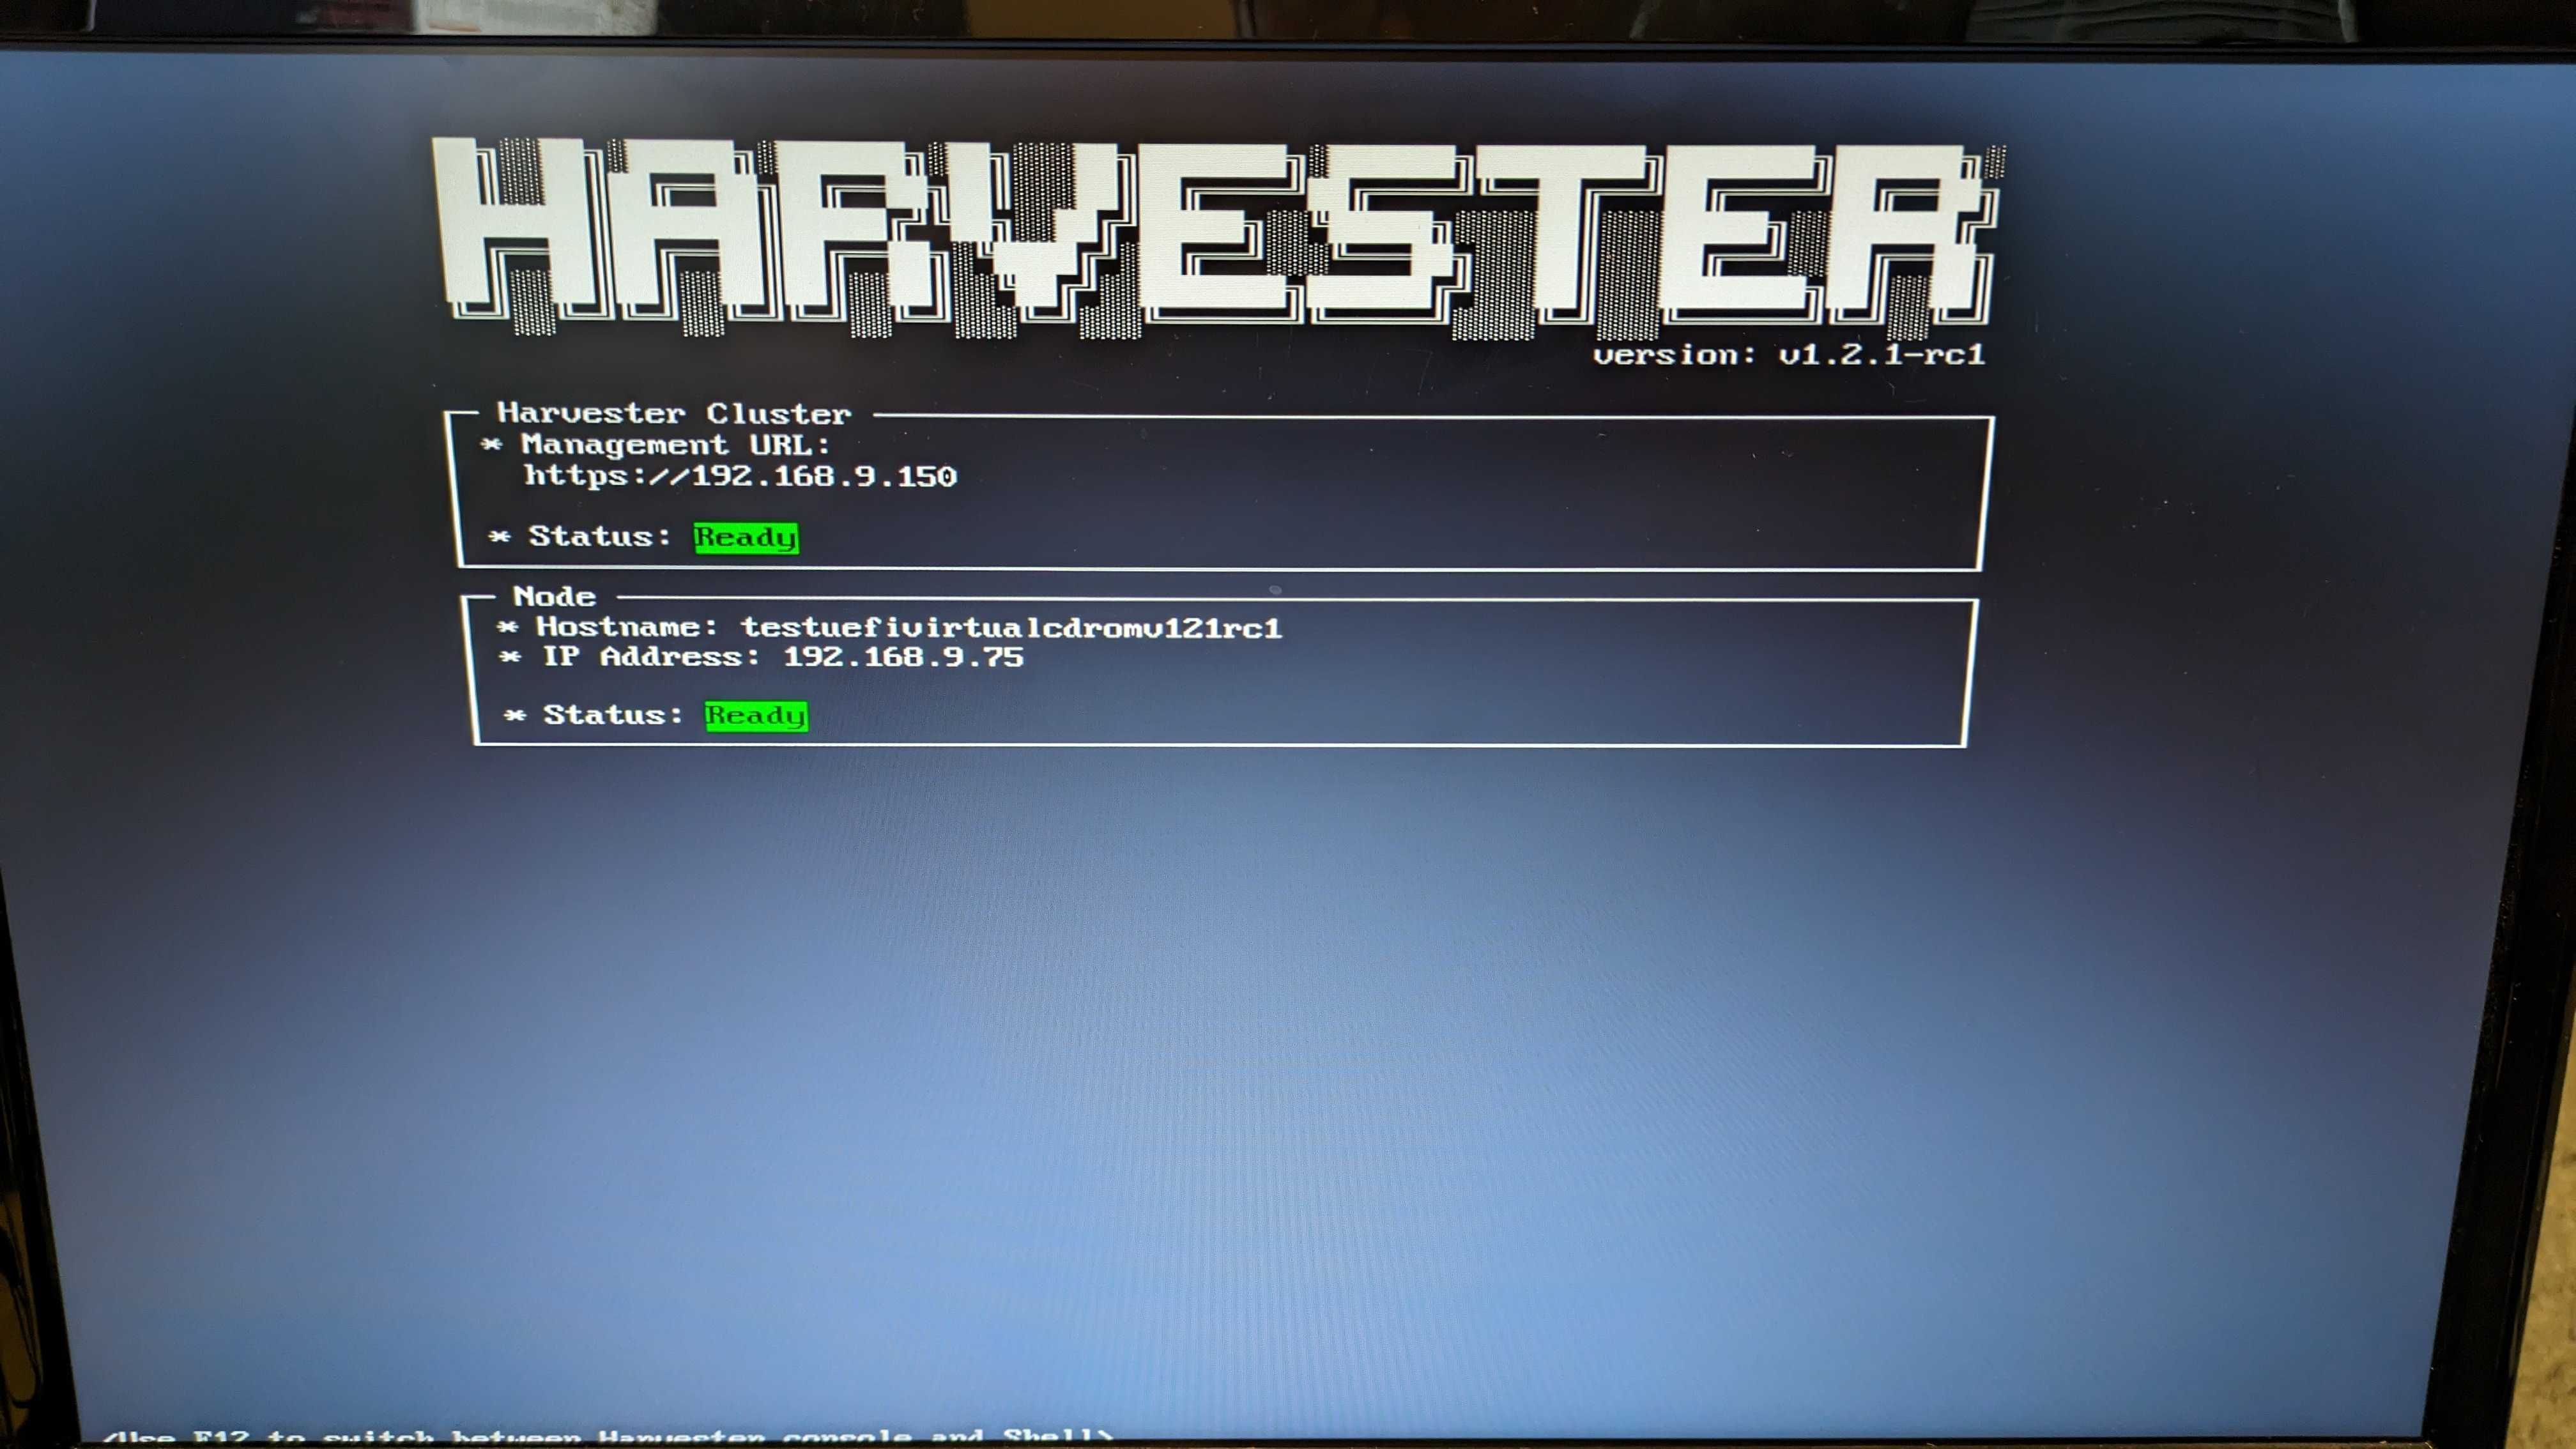 HARVESTER
version: v1.2.1-rc1
Harvester Cluster
* Management URL:
https://192.168.9.150
* Status: Ready
Node
* Hostname: testuefivirtualcdromv121rc1
* IP Address: 192.168.9.75
* Status: Ready
<Use F12 to switch between Harvester console and Shell>